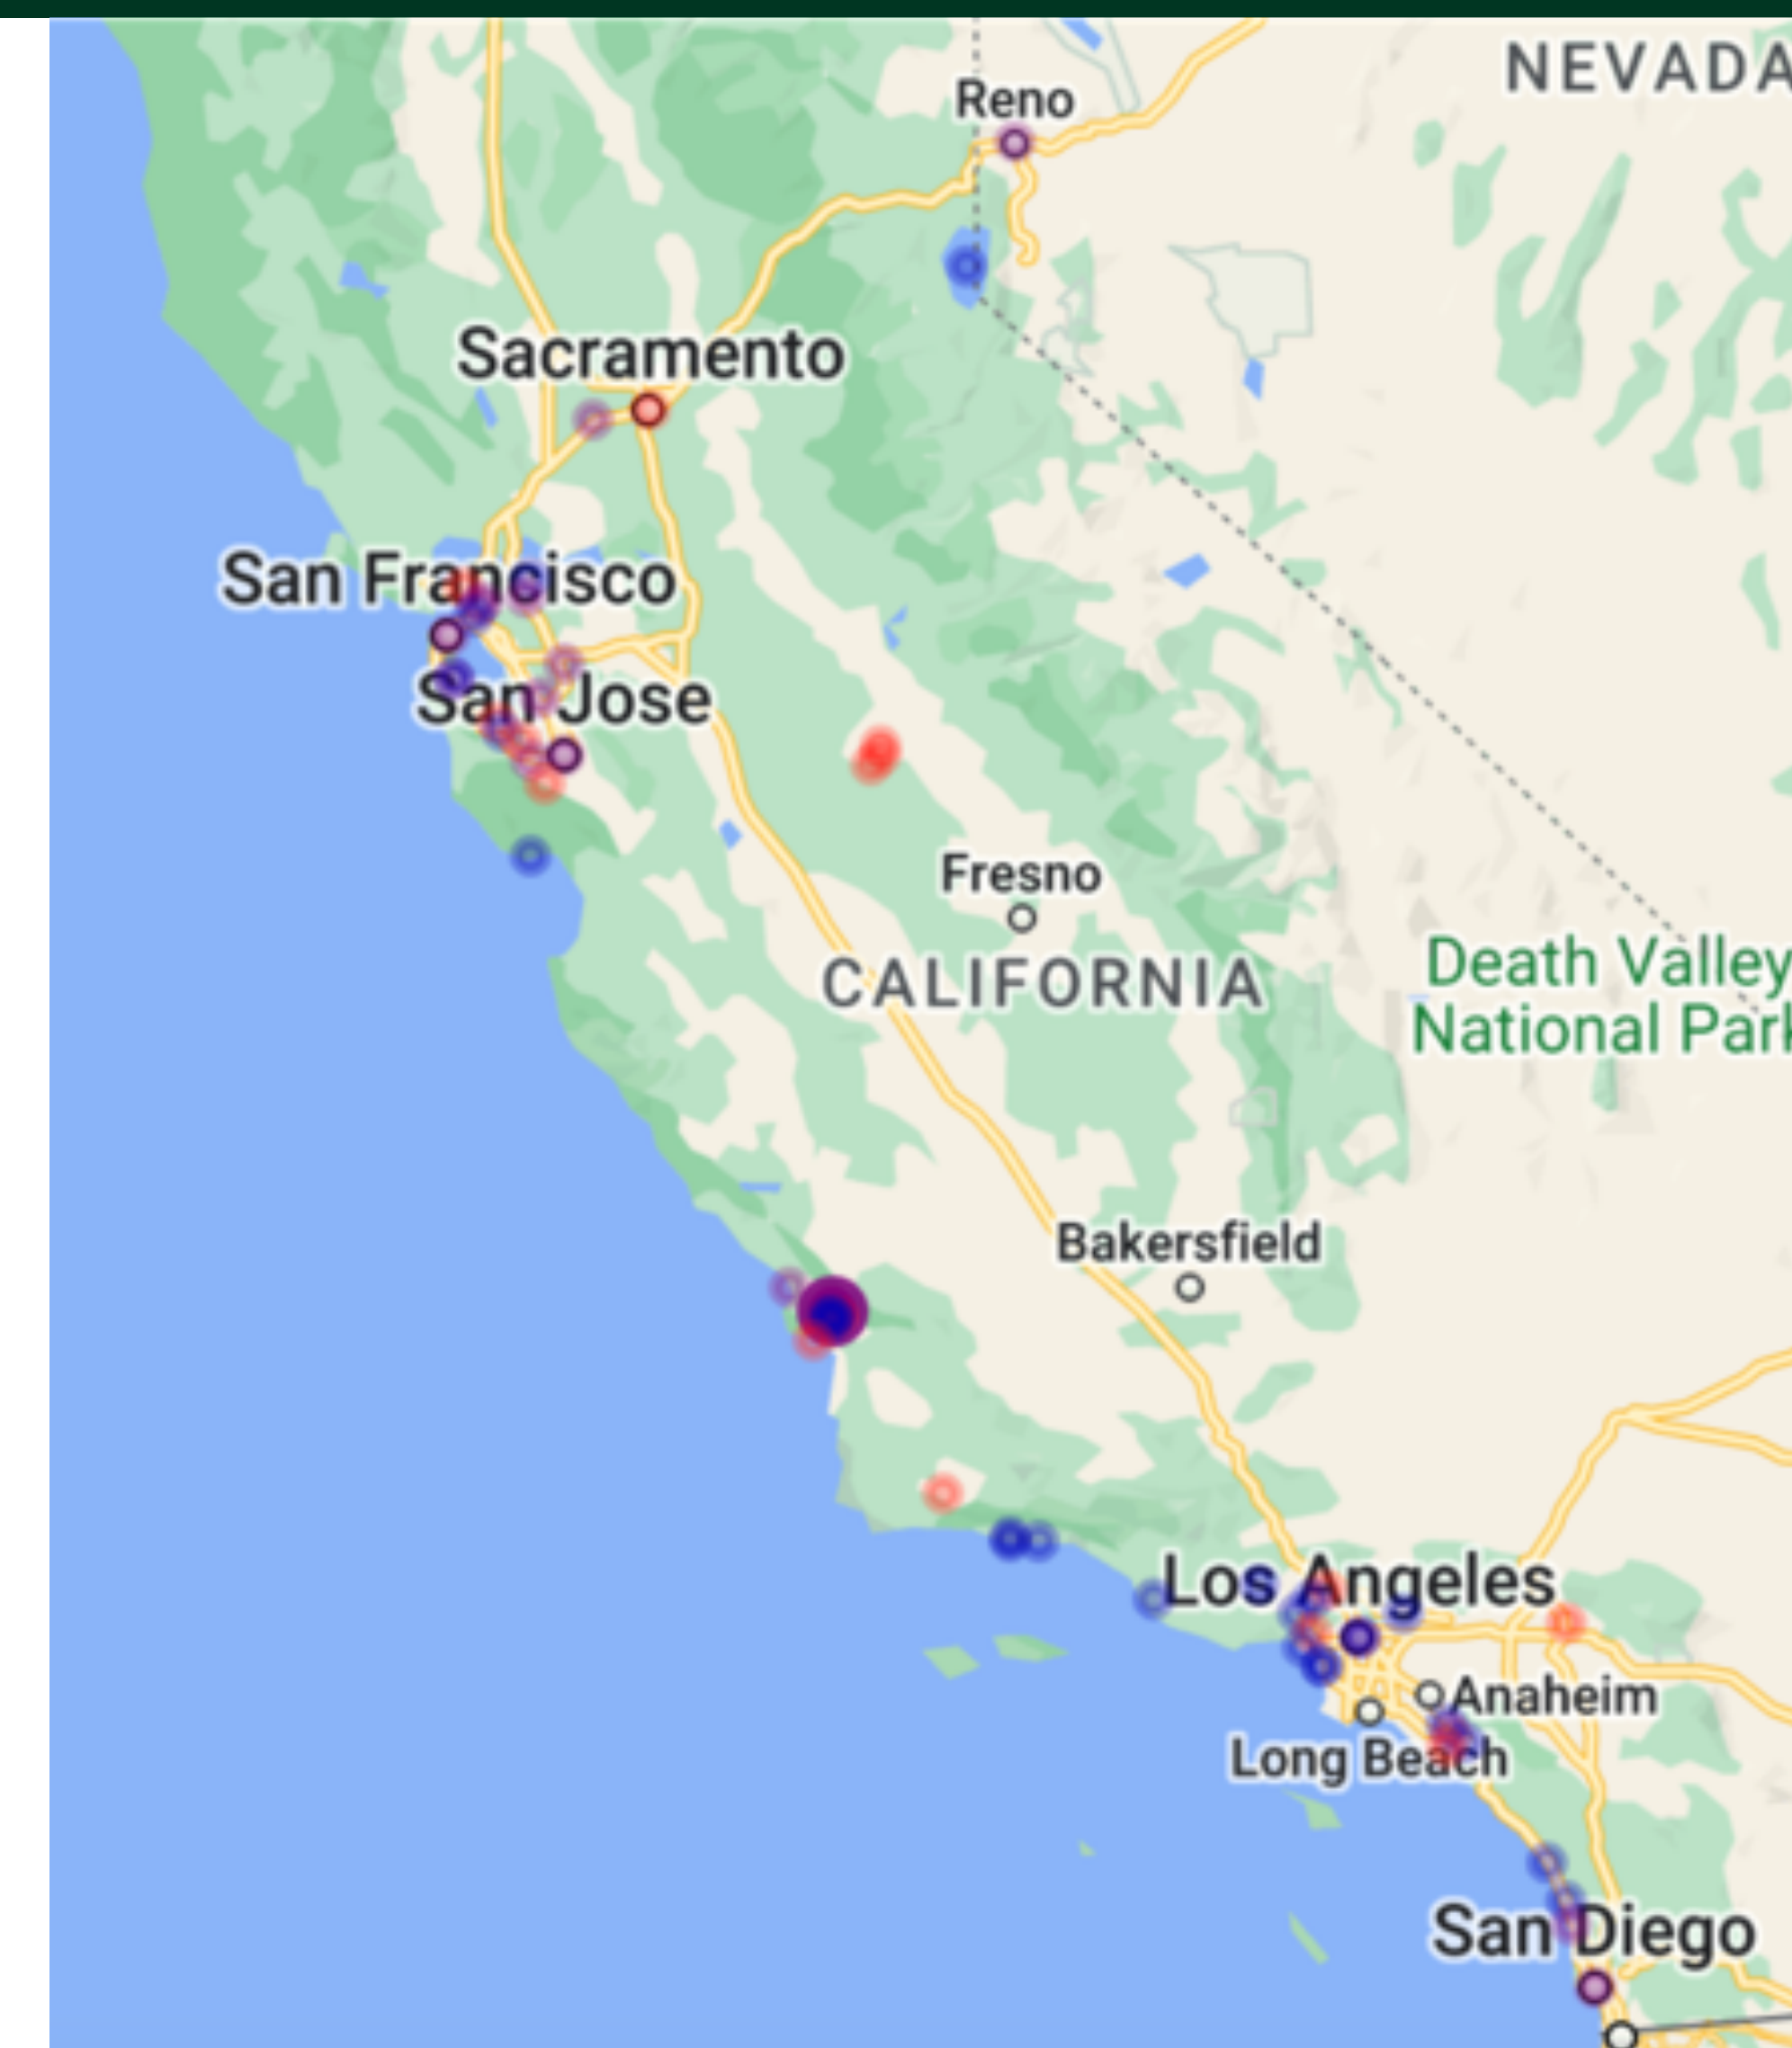 NEVADA
Reno
Sacramento
San Francisco
San Jose
Fresno
CALIFORNIA
Death Valley
National Park
Bakersfield
Los Angeles
Anaheim
Long Beach
San Diego